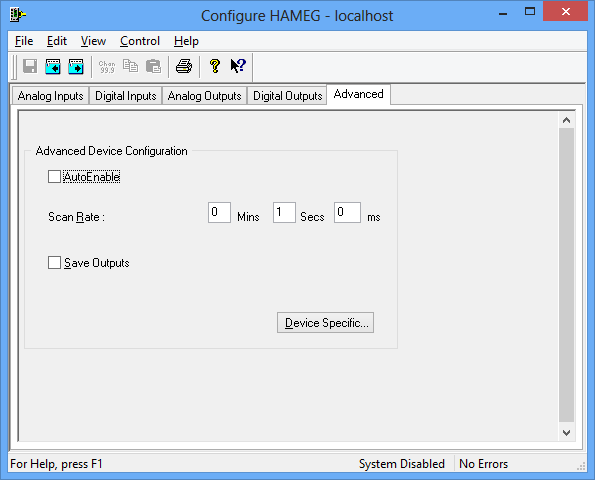 Configure HAMEG - localhost
File Edit View Control Help
Chan
99.9
Analog Inputs Digital Inputs Analog Outputs Digital Outputs Advanced
Advanced Device Configuration
AutoEnable
Scan Rate : 0 Mins 1 Secs 0 ms
Save Outputs
Device Specific...
For Help, press F1 System Disabled No Errors